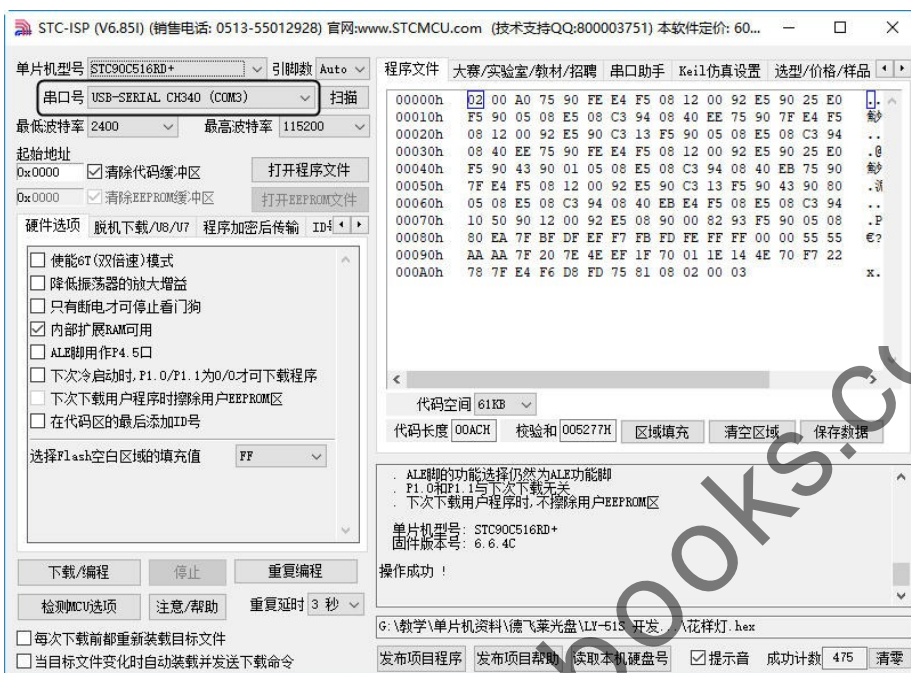 STC-ISP (V6.85I) (销售电话: 0513-55012928) 官网:www.STCMCU.com (技术支持QQ:800003751) 本软件定价: 60...
单片机型号 STC90C516RD+ 引脚数 Auto
串口号 USB-SERIAL CH340 (COM3) 扫描
最低波特率 2400 最高波特率 115200
起始地址
0x0000 清除代码缓冲区 打开程序文件
0x0000 清除EEPROM缓冲区 打开EEPROM文件
硬件选项 脱机下载/U8/U7 程序加密后传输 ID号
使能6T(双倍速)模式
降低振荡器的放大增益
只有断电才可停止看门狗
内部扩展RAM可用
ALE脚用作P4.5口
下次冷启动时,P1.0/P1.1为0/0才可下载程序
下次下载用户程序时擦除用户EEPROM区
在代码区的最后添加ID号
选择Flash空白区域的填充值 FF
下载/编程 停止 重复编程
检测MCU选项 注意/帮助 重复延时 3 秒
每次下载前都重新装载目标文件
当目标文件变化时自动装载并发送下载命令
程序文件 大赛/实验室/教材/招聘 串口助手 Keil仿真设置 选型/价格/样品
00000h 02 00 A0 75 90 FE E4 F5 08 12 00 92 E5 90 25 E0 ..
00010h F5 90 05 08 E5 08 C3 94 08 40 EE 75 90 7F E4 F5
00020h 08 12 00 92 E5 90 C3 13 F5 90 05 08 E5 08 C3 94 ..
00030h 08 40 EE 75 90 FE E4 F5 08 12 00 92 E5 90 25 E0 .@
00040h F5 90 43 90 01 05 08 E5 08 C3 94 08 40 EB 75 90
00050h 7F E4 F5 08 12 00 92 E5 90 C3 13 F5 90 43 90 80
00060h 05 08 E5 08 C3 94 08 40 EB E4 F5 08 E5 08 C3 94 ..
00070h 10 50 90 12 00 92 E5 08 90 00 82 93 F5 90 05 08 .P
00080h 80 EA 7F BF DF EF F7 FB FD FE FF FF 00 00 55 55 €?
00090h AA AA 7F 20 7E 4E EF 1F 70 01 1E 14 4E 70 F7 22
000A0h 78 7F E4 F6 D8 FD 75 81 08 02 00 03 x.
代码空间 61KB
代码长度 00ACH 校验和 005277H 区域填充 清空区域 保存数据
. ALE脚的功能选择仍然为ALE功能脚
. P1.0和P1.1与下次下载无关
. 下次下载用户程序时,不擦除用户EEPROM区
单片机型号: STC90C516RD+
固件版本号: 6.6.4C
操作成功 !
G:\教学\单片机资料\德飞莱光盘\LY-51S 开发...\花样灯.hex
发布项目程序 发布项目帮助 读取本机硬盘号 提示音 成功计数 475 清零